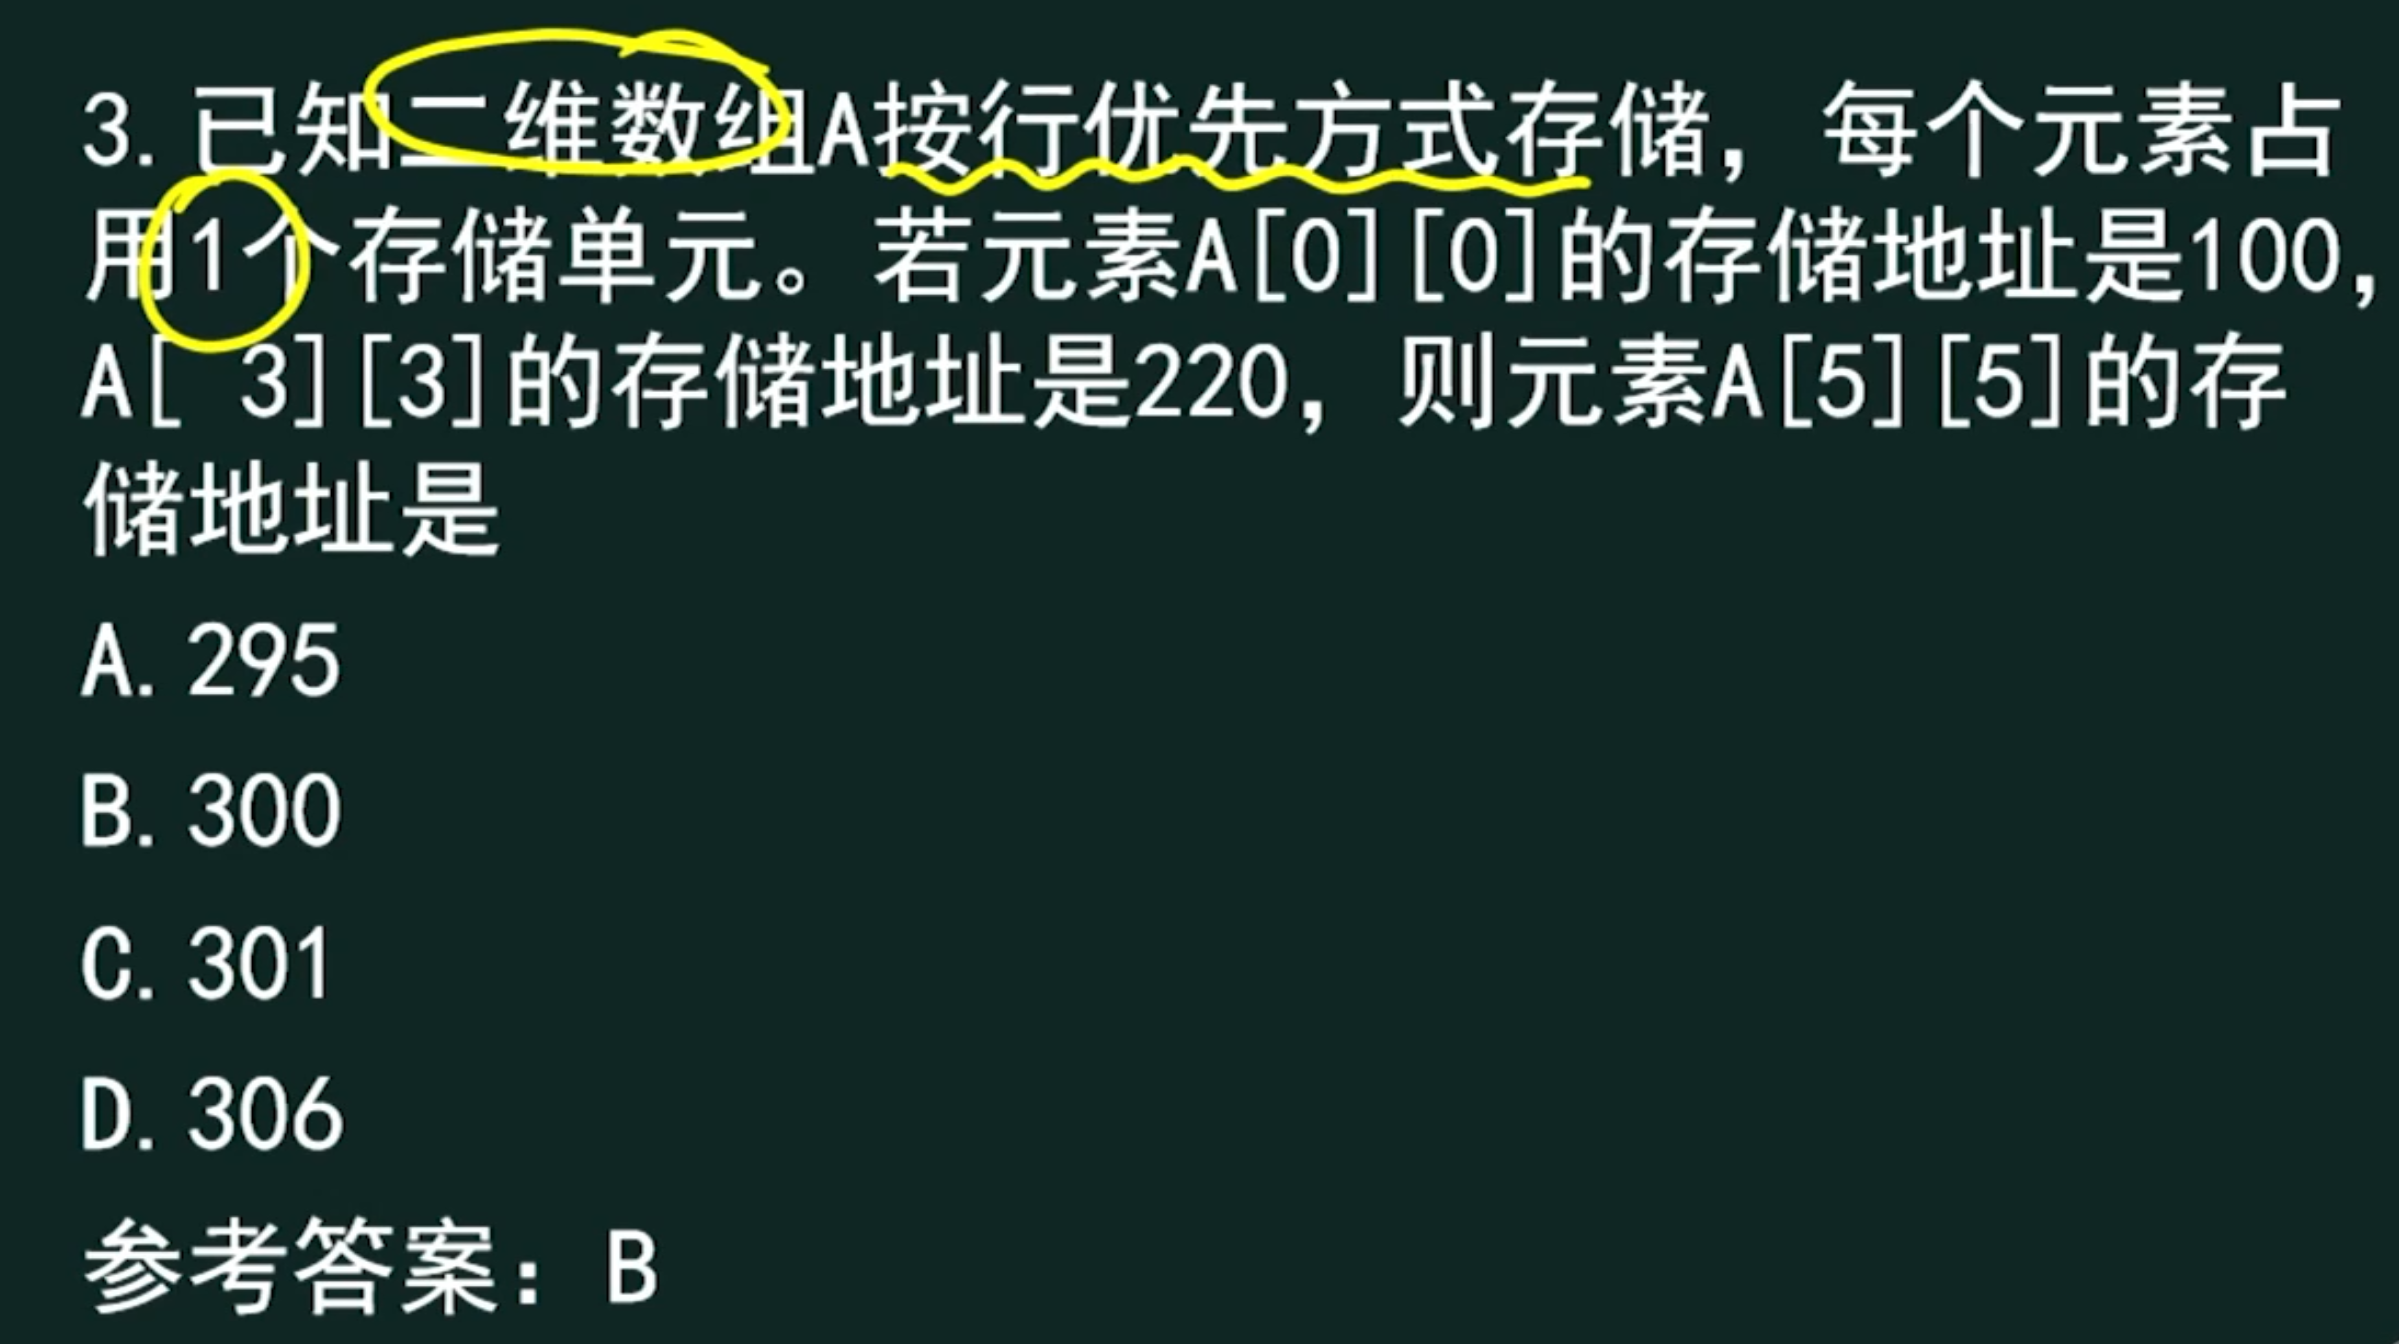 3. 已知二维数组A按行优先方式存储，每个元素占
用1个存储单元。若元素A[0][0]的存储地址是100，
A[ 3][3]的存储地址是220，则元素A[5][5]的存
储地址是
A. 295
B. 300
C. 301
D. 306
参考答案：B